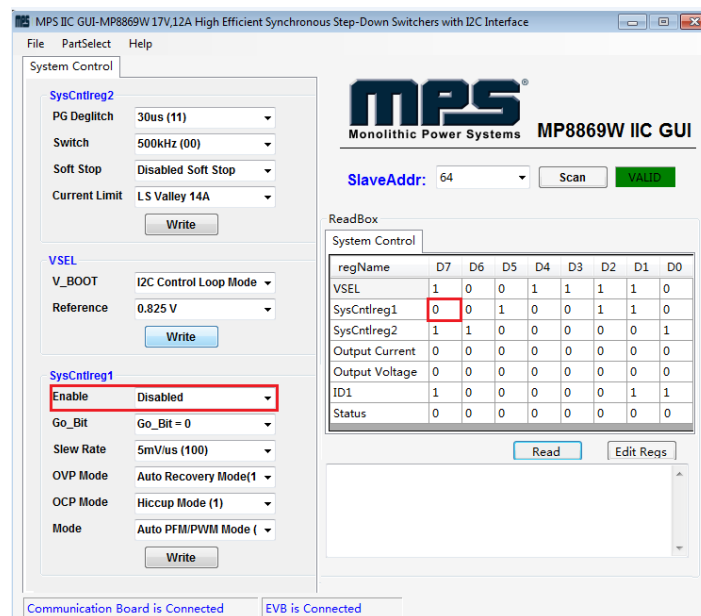 MPS IIC GUI-MP8869W 17V,12A High Efficient Synchronous Step-Down Switchers with I2C Interface
File PartSelect Help
System Control
SysCntlreg2
PG Deglitch 30us (11)
Switch 500kHz (00)
Soft Stop Disabled Soft Stop
Current Limit LS Valley 14A
Write
VSEL
V_BOOT I2C Control Loop Mode
Reference 0.825 V
Write
SysCntlreg1
Enable Disabled
Go_Bit Go_Bit = 0
Slew Rate 5mV/us (100)
OVP Mode Auto Recovery Mode(1
OCP Mode Hiccup Mode (1)
Mode Auto PFM/PWM Mode (
Write
mps®
Monolithic Power Systems MP8869W IIC GUI
SlaveAddr: 64 Scan VALID
ReadBox
System Control
regName D7 D6 D5 D4 D3 D2 D1 D0
VSEL 1 0 0 1 1 1 1 0
SysCntlreg1 0 0 1 0 0 1 1 0
SysCntlreg2 1 1 0 0 0 0 0 1
Output Current 0 0 0 0 0 0 0 0
Output Voltage 0 0 0 0 0 0 0 0
ID1 1 0 0 0 0 0 1 1
Status 0 0 0 0 0 0 0 0
Read Edit Regs
Communication Board is Connected EVB is Connected